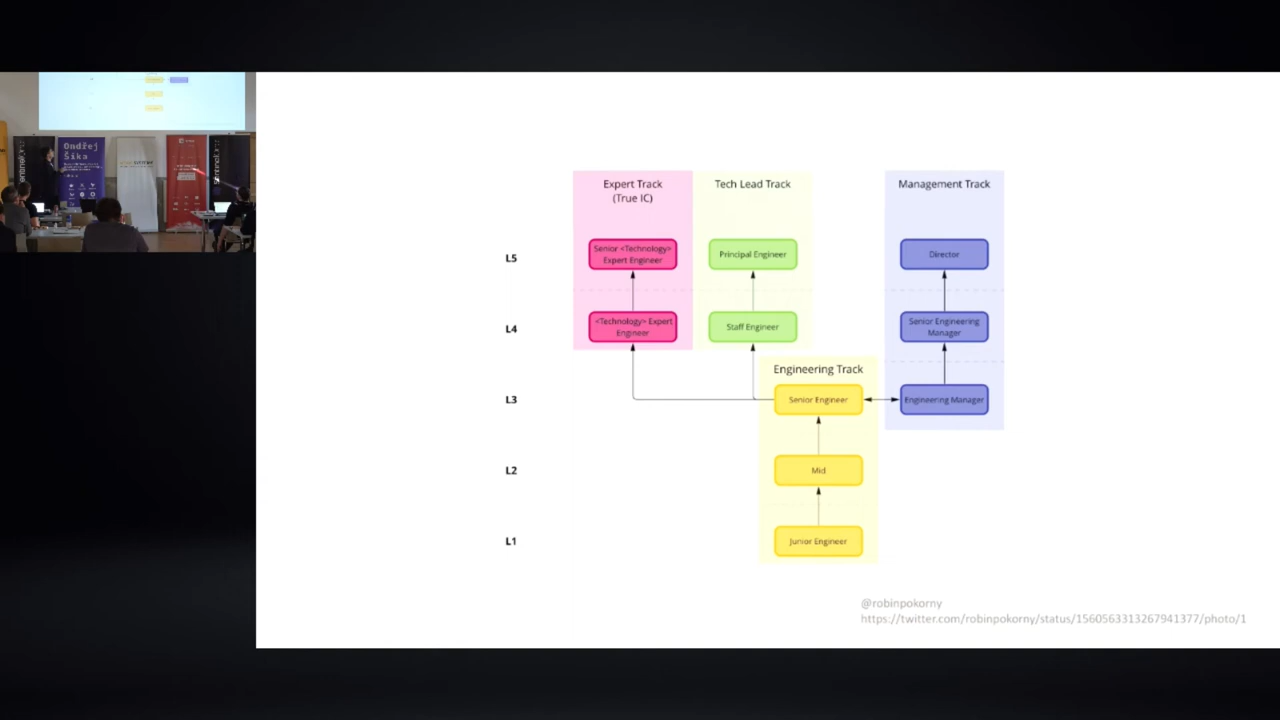 Ondřej
Šika
Expert Track
(True IC)
Tech Lead Track
Management Track
L5
Senior <Technology>
Expert Engineer
Principal Engineer
Director
L4
<Technology> Expert
Engineer
Staff Engineer
Senior Engineering
Manager
Engineering Track
L3
Senior Engineer
Engineering Manager
L2
Mid
L1
Junior Engineer
@robinpokorny
https://twitter.com/robinpokorny/status/1560563313267941377/photo/1